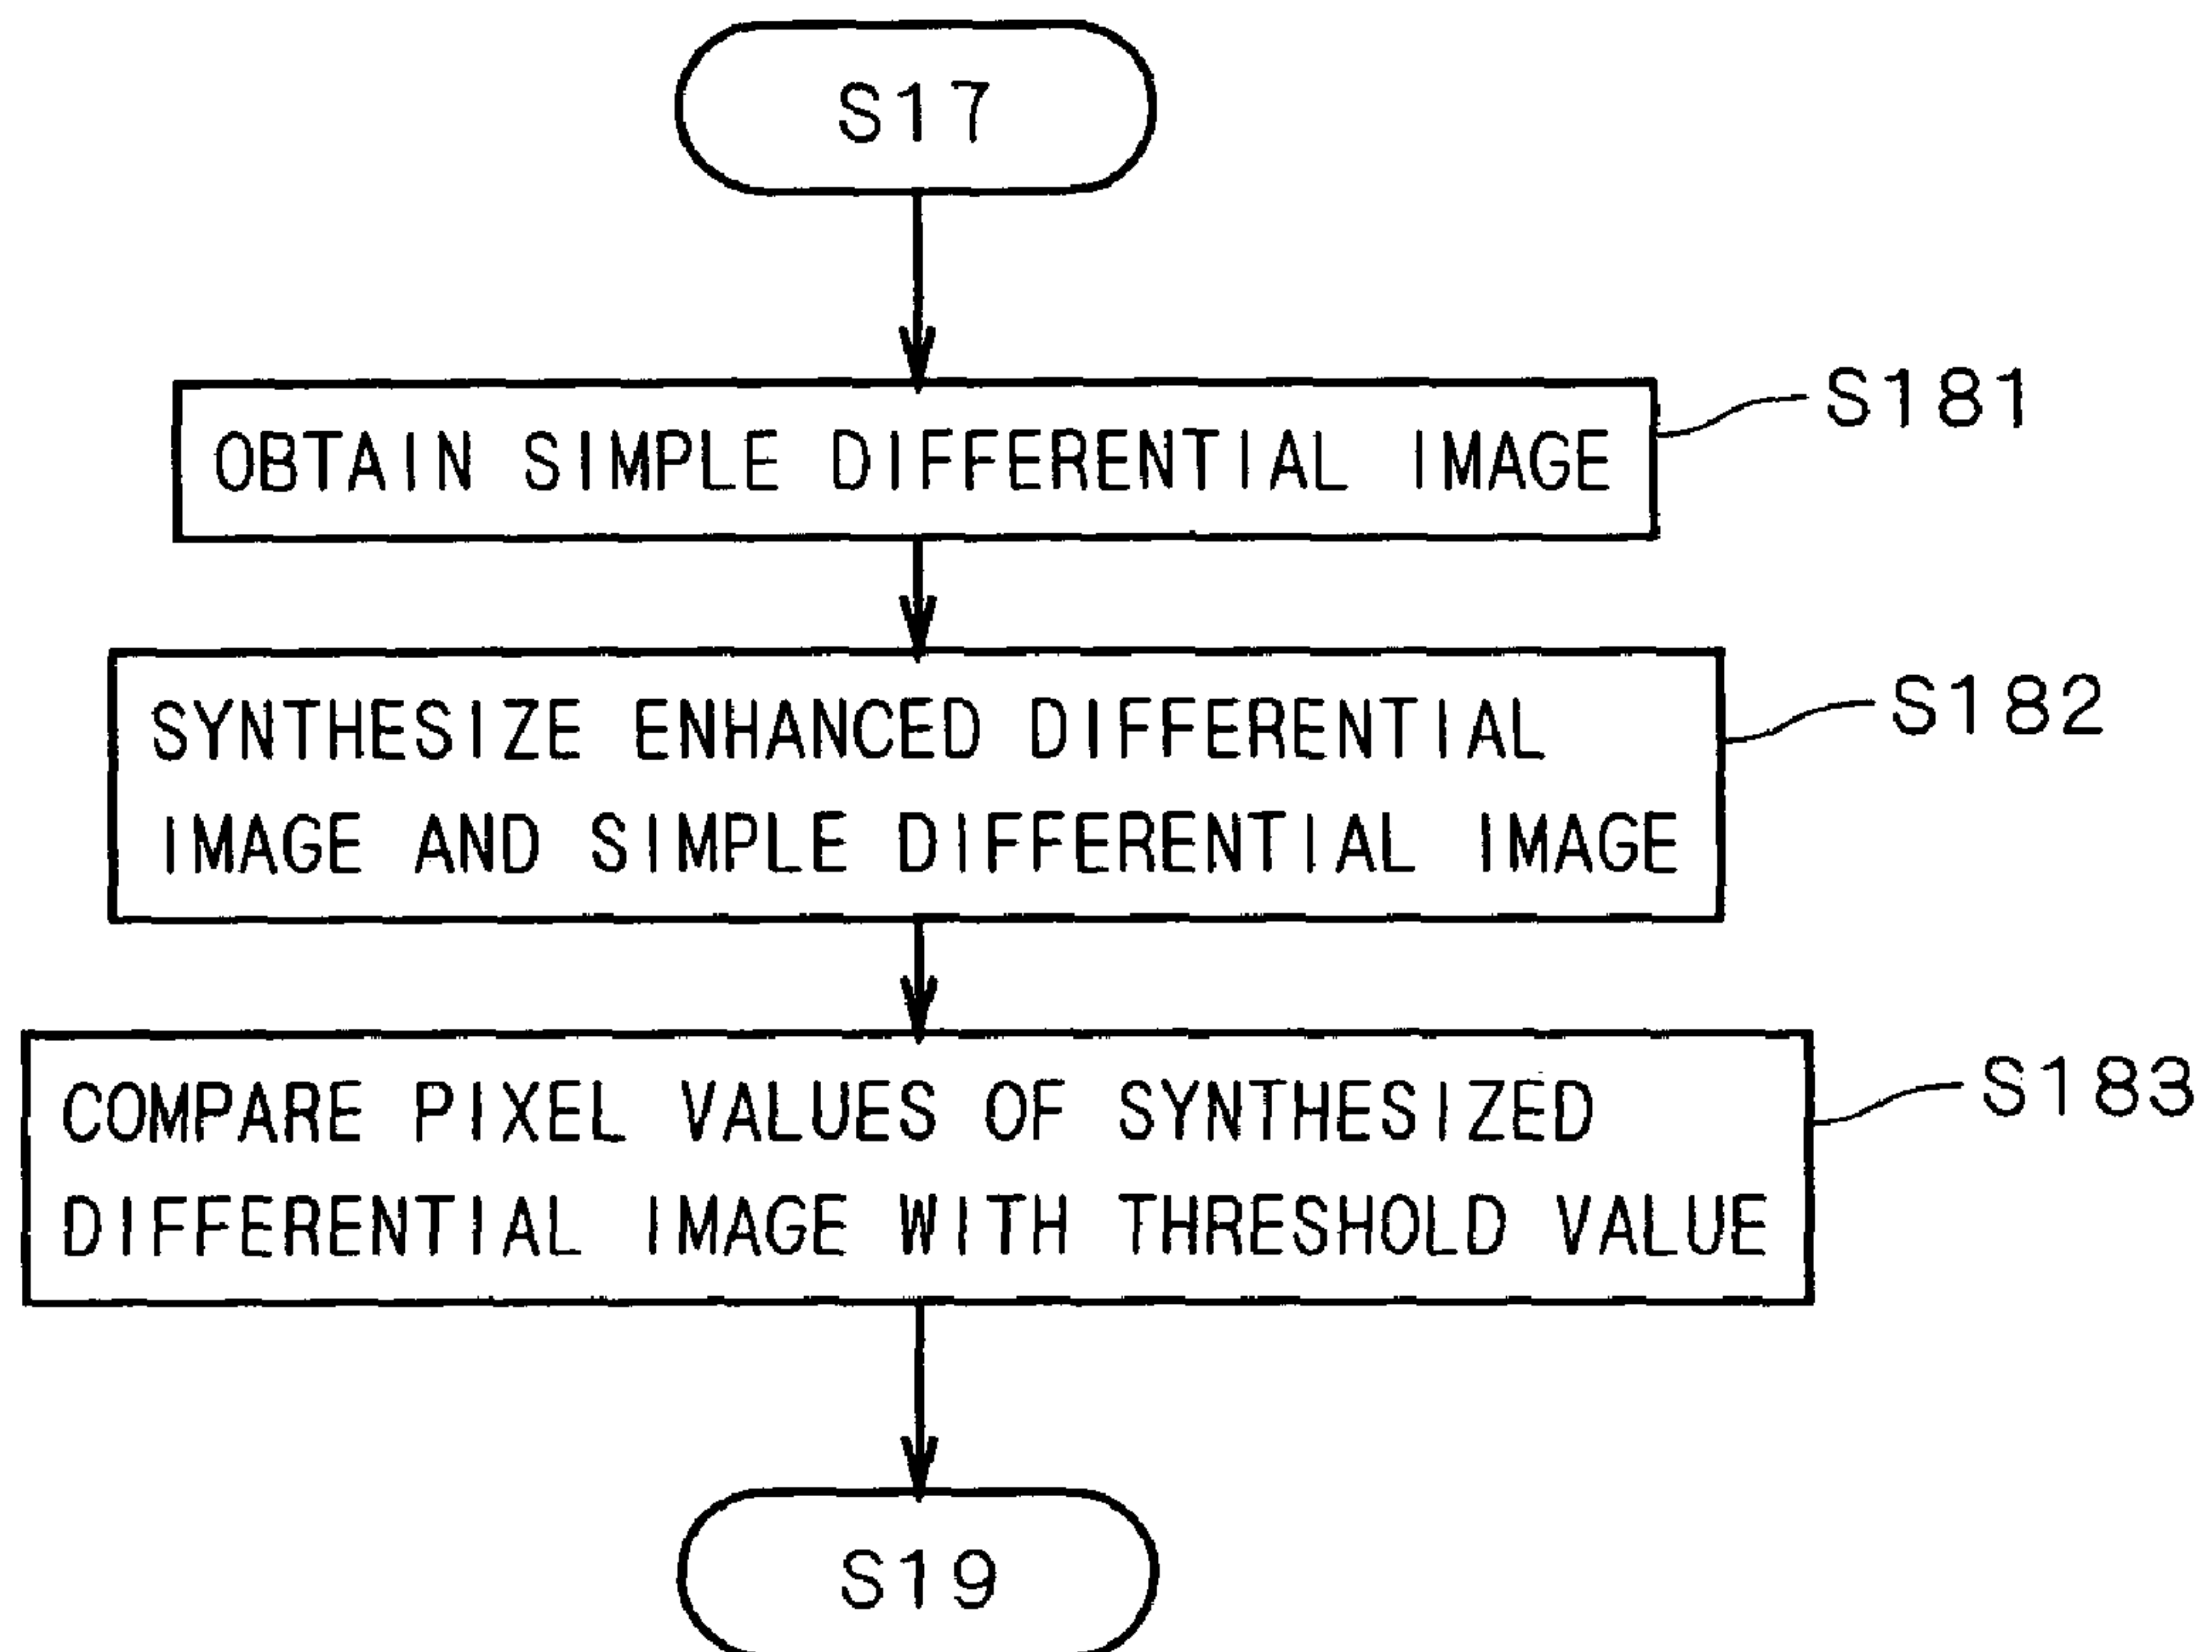 S17
OBTAIN SIMPLE DIFFERENTIAL IMAGE
S181
SYNTHESIZE ENHANCED DIFFERENTIAL
IMAGE AND SIMPLE DIFFERENTIAL IMAGE
S182
COMPARE PIXEL VALUES OF SYNTHESIZED
DIFFERENTIAL IMAGE WITH THRESHOLD VALUE
S183
S19